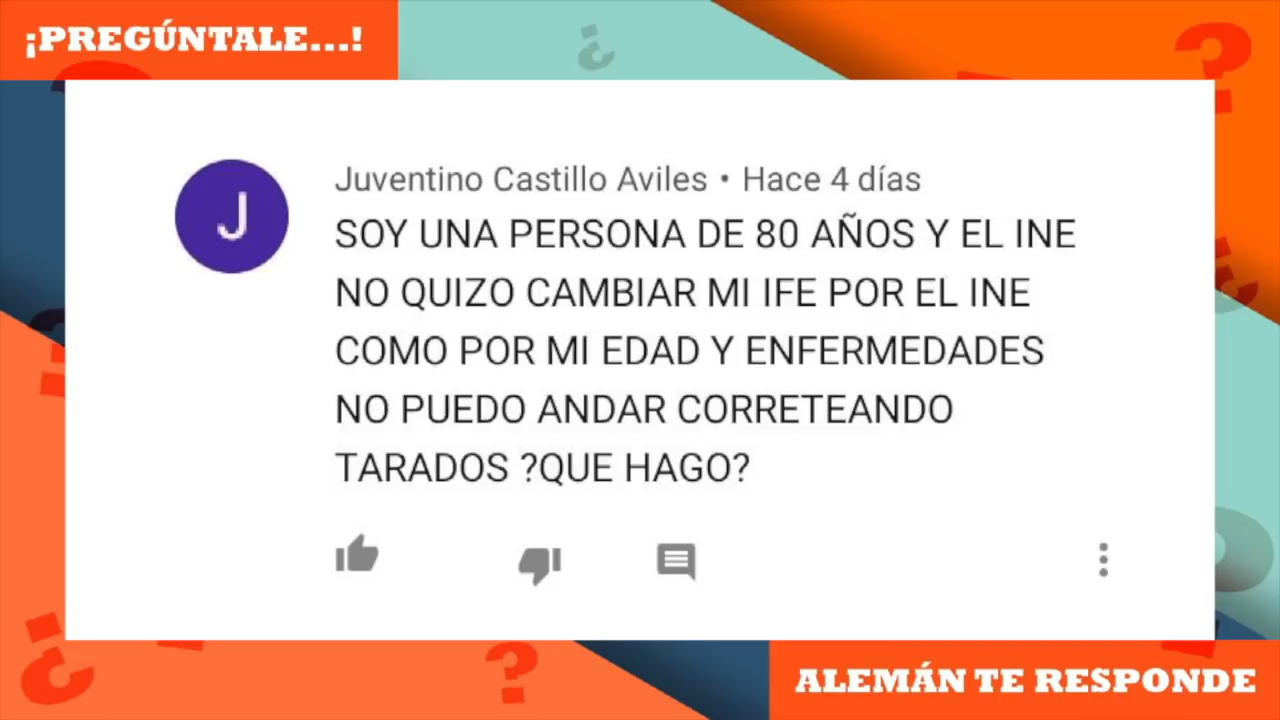 ¡PREGÚNTALE...!
J
Juventino Castillo Aviles • Hace 4 días
SOY UNA PERSONA DE 80 AÑOS Y EL INE
NO QUIZO CAMBIAR MI IFE POR EL INE
COMO POR MI EDAD Y ENFERMEDADES
NO PUEDO ANDAR CORRETEANDO
TARADOS ?QUE HAGO?
ALEMÁN TE RESPONDE